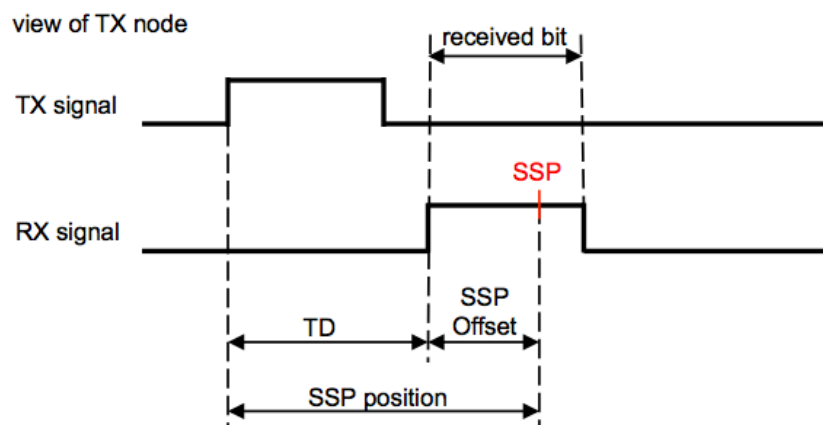 view of TX node
received bit
TX signal
SSP
RX signal
SSP
Offset
TD
SSP position